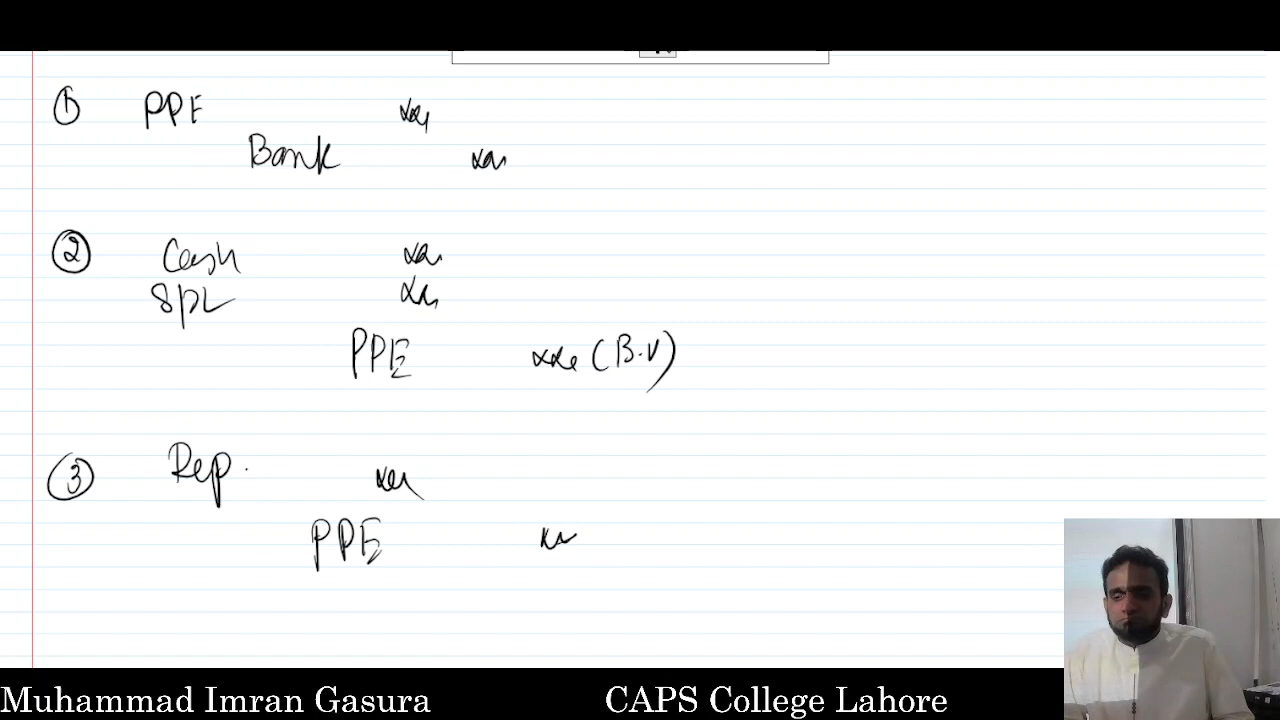 ① PPE xx
Bank xx
② Cash xx
SPL xx
PPE xx (B.V)
③ Rep. xx
PPE xx
Muhammad Imran Gasura CAPS College Lahore